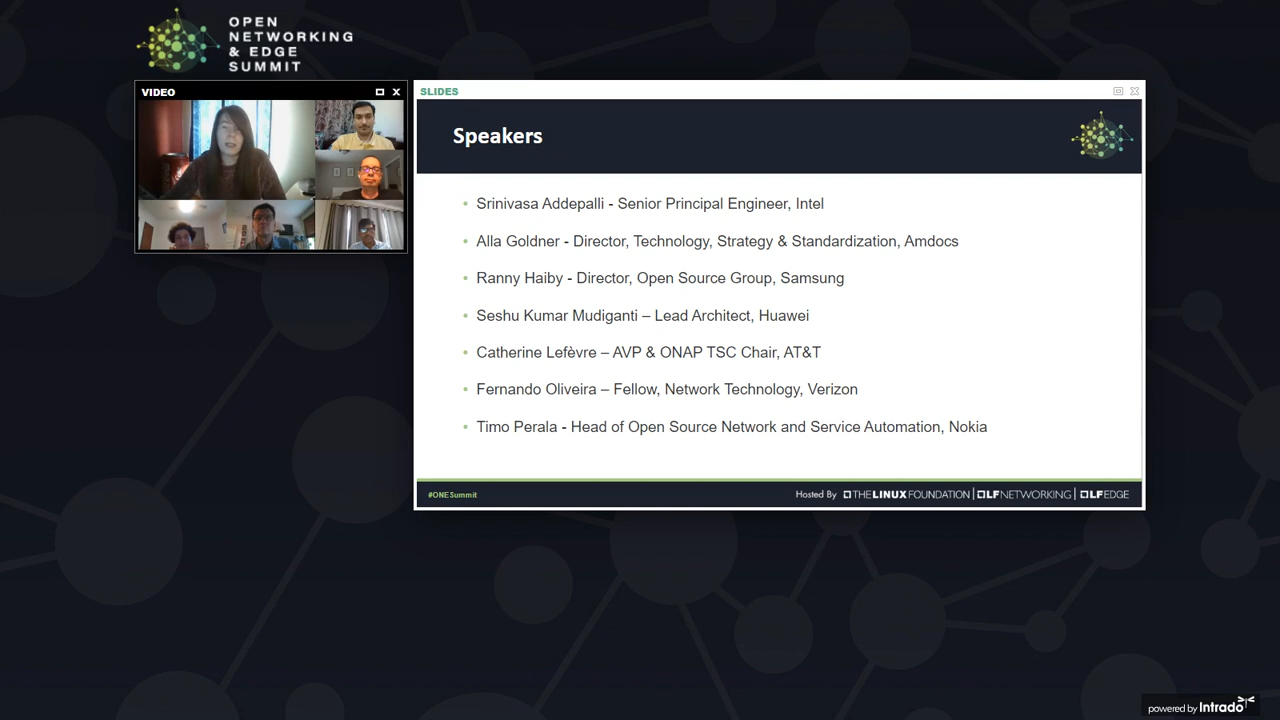 OPEN
NETWORKING
& EDGE
SUMMIT
VIDEO
SLIDES
Speakers
• Srinivasa Addepalli - Senior Principal Engineer, Intel
• Alla Goldner - Director, Technology, Strategy & Standardization, Amdocs
• Ranny Haiby - Director, Open Source Group, Samsung
• Seshu Kumar Mudiganti – Lead Architect, Huawei
• Catherine Lefèvre – AVP & ONAP TSC Chair, AT&T
• Fernando Oliveira – Fellow, Network Technology, Verizon
• Timo Perala - Head of Open Source Network and Service Automation, Nokia
#ONESummit
Hosted By THE LINUX FOUNDATION | LF NETWORKING | LF EDGE
powered by Intrado